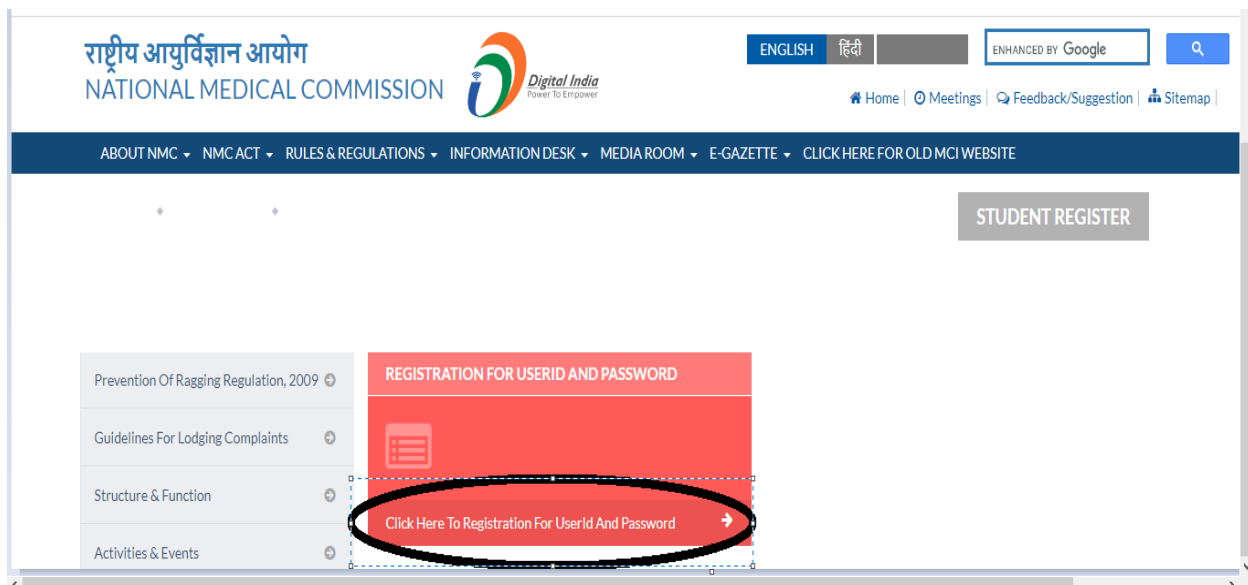 राष्ट्रीय आयुर्विज्ञान आयोग
NATIONAL MEDICAL COMMISSION
Digital India
Power To Empower
ENGLISH हिंदी
ENHANCED BY Google
Home | Meetings | Feedback/Suggestion | Sitemap |
ABOUT NMC NMC ACT RULES & REGULATIONS INFORMATION DESK MEDIA ROOM E-GAZETTE CLICK HERE FOR OLD MCI WEBSITE
STUDENT REGISTER
Prevention Of Ragging Regulation, 2009
Guidelines For Lodging Complaints
Structure & Function
Activities & Events
REGISTRATION FOR USERID AND PASSWORD
Click Here To Registration For UserId And Password